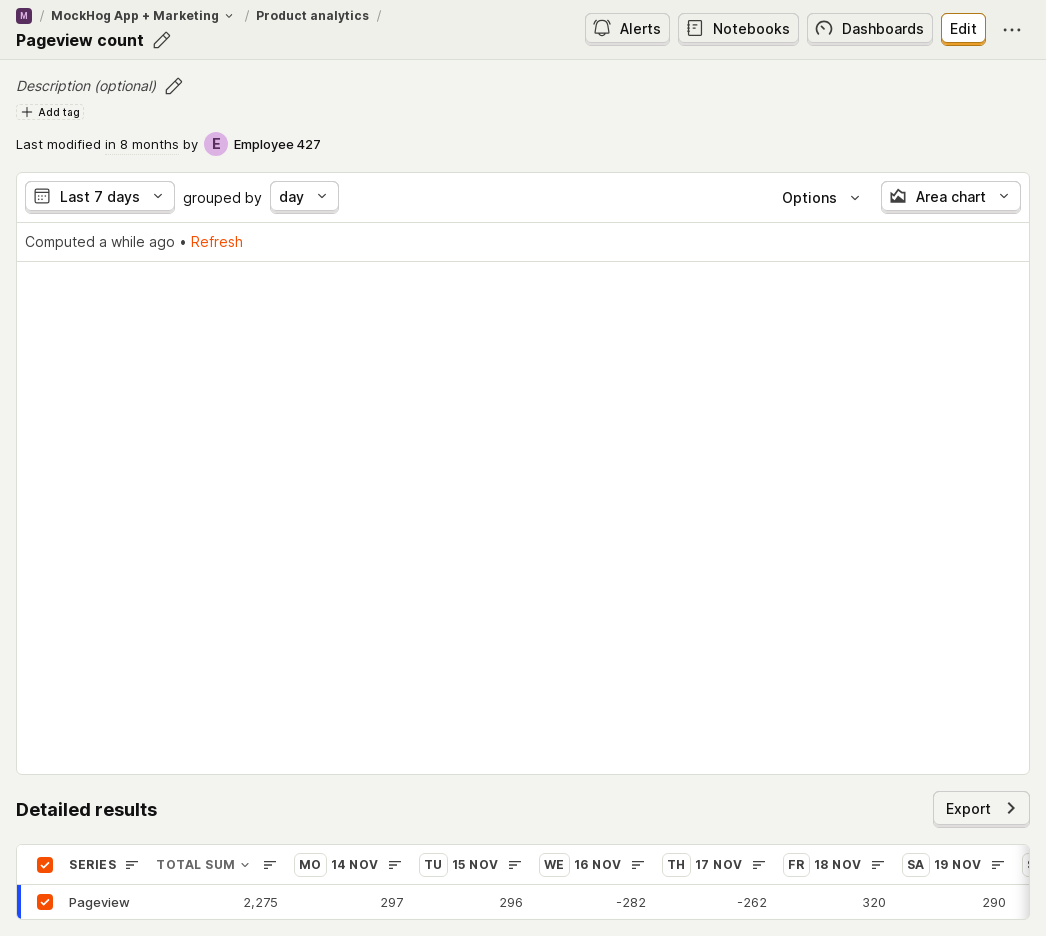 M / MockHog App + Marketing / Product analytics /
Pageview count
Alerts Notebooks Dashboards Edit
Description (optional)
Add tag
Last modified in 8 months by E Employee 427
Last 7 days grouped by day Options Area chart
Computed a while ago • Refresh
Detailed results
Export
SERIES TOTAL SUM MO 14 NOV TU 15 NOV WE 16 NOV TH 17 NOV FR 18 NOV SA 19 NOV
Pageview 2,275 297 296 -282 -262 320 290